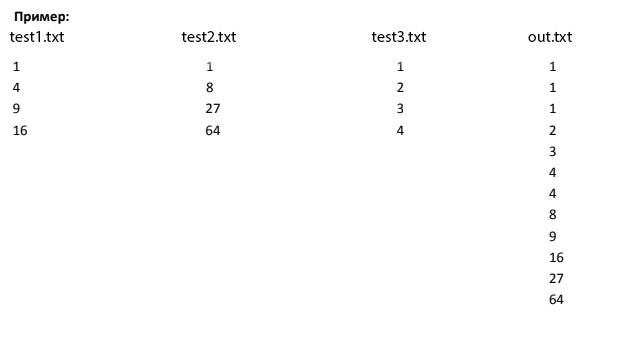 Пример:
test1.txt test2.txt test3.txt out.txt
1 1 1 1
4 8 2 1
9 27 3 1
16 64 4 2
3
4
4
8
9
16
27
64